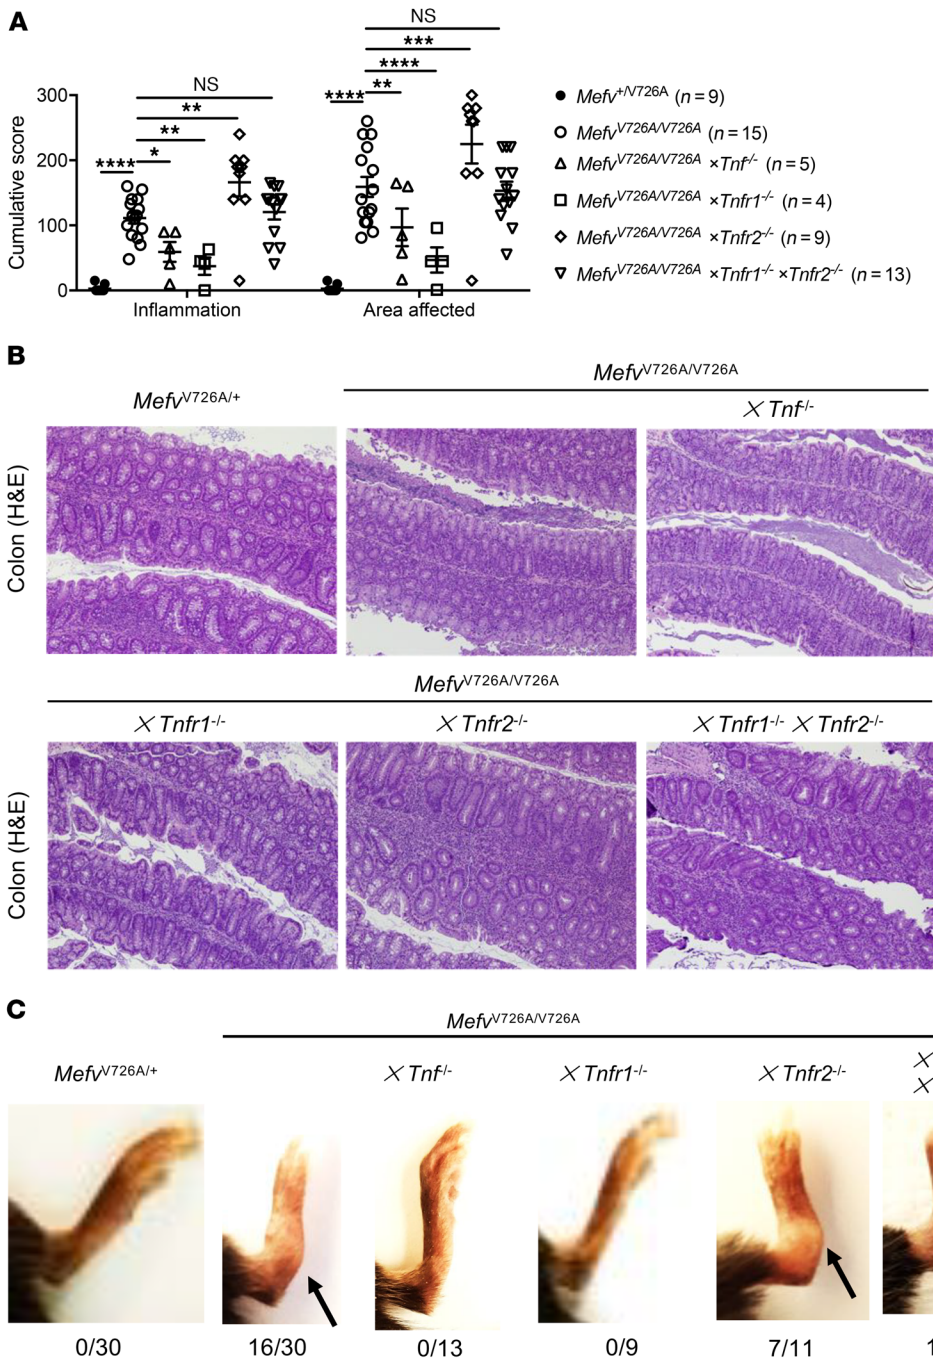 A
NS
NS
***
**
****
**
**
****
*
****
**
300
200
100
0
Cumulative score
Inflammation
Area affected
Mefv+/V726A (n = 9)
MefvV726A/V726A (n = 15)
MefvV726A/V726A ×Tnf-/- (n = 5)
MefvV726A/V726A ×Tnfr1-/- (n = 4)
MefvV726A/V726A ×Tnfr2-/- (n = 9)
MefvV726A/V726A ×Tnfr1-/- ×Tnfr2-/- (n = 13)
B
MefvV726A/V726A
MefvV726A/+
× Tnf-/-
Colon (H&E)
MefvV726A/V726A
× Tnfr1-/-
× Tnfr2-/-
× Tnfr1-/- × Tnfr2-/-
Colon (H&E)
C
MefvV726A/V726A
MefvV726A/+
× Tnf-/-
× Tnfr1-/-
× Tnfr2-/-
×
×
0/30
16/30
0/13
0/9
7/11
1